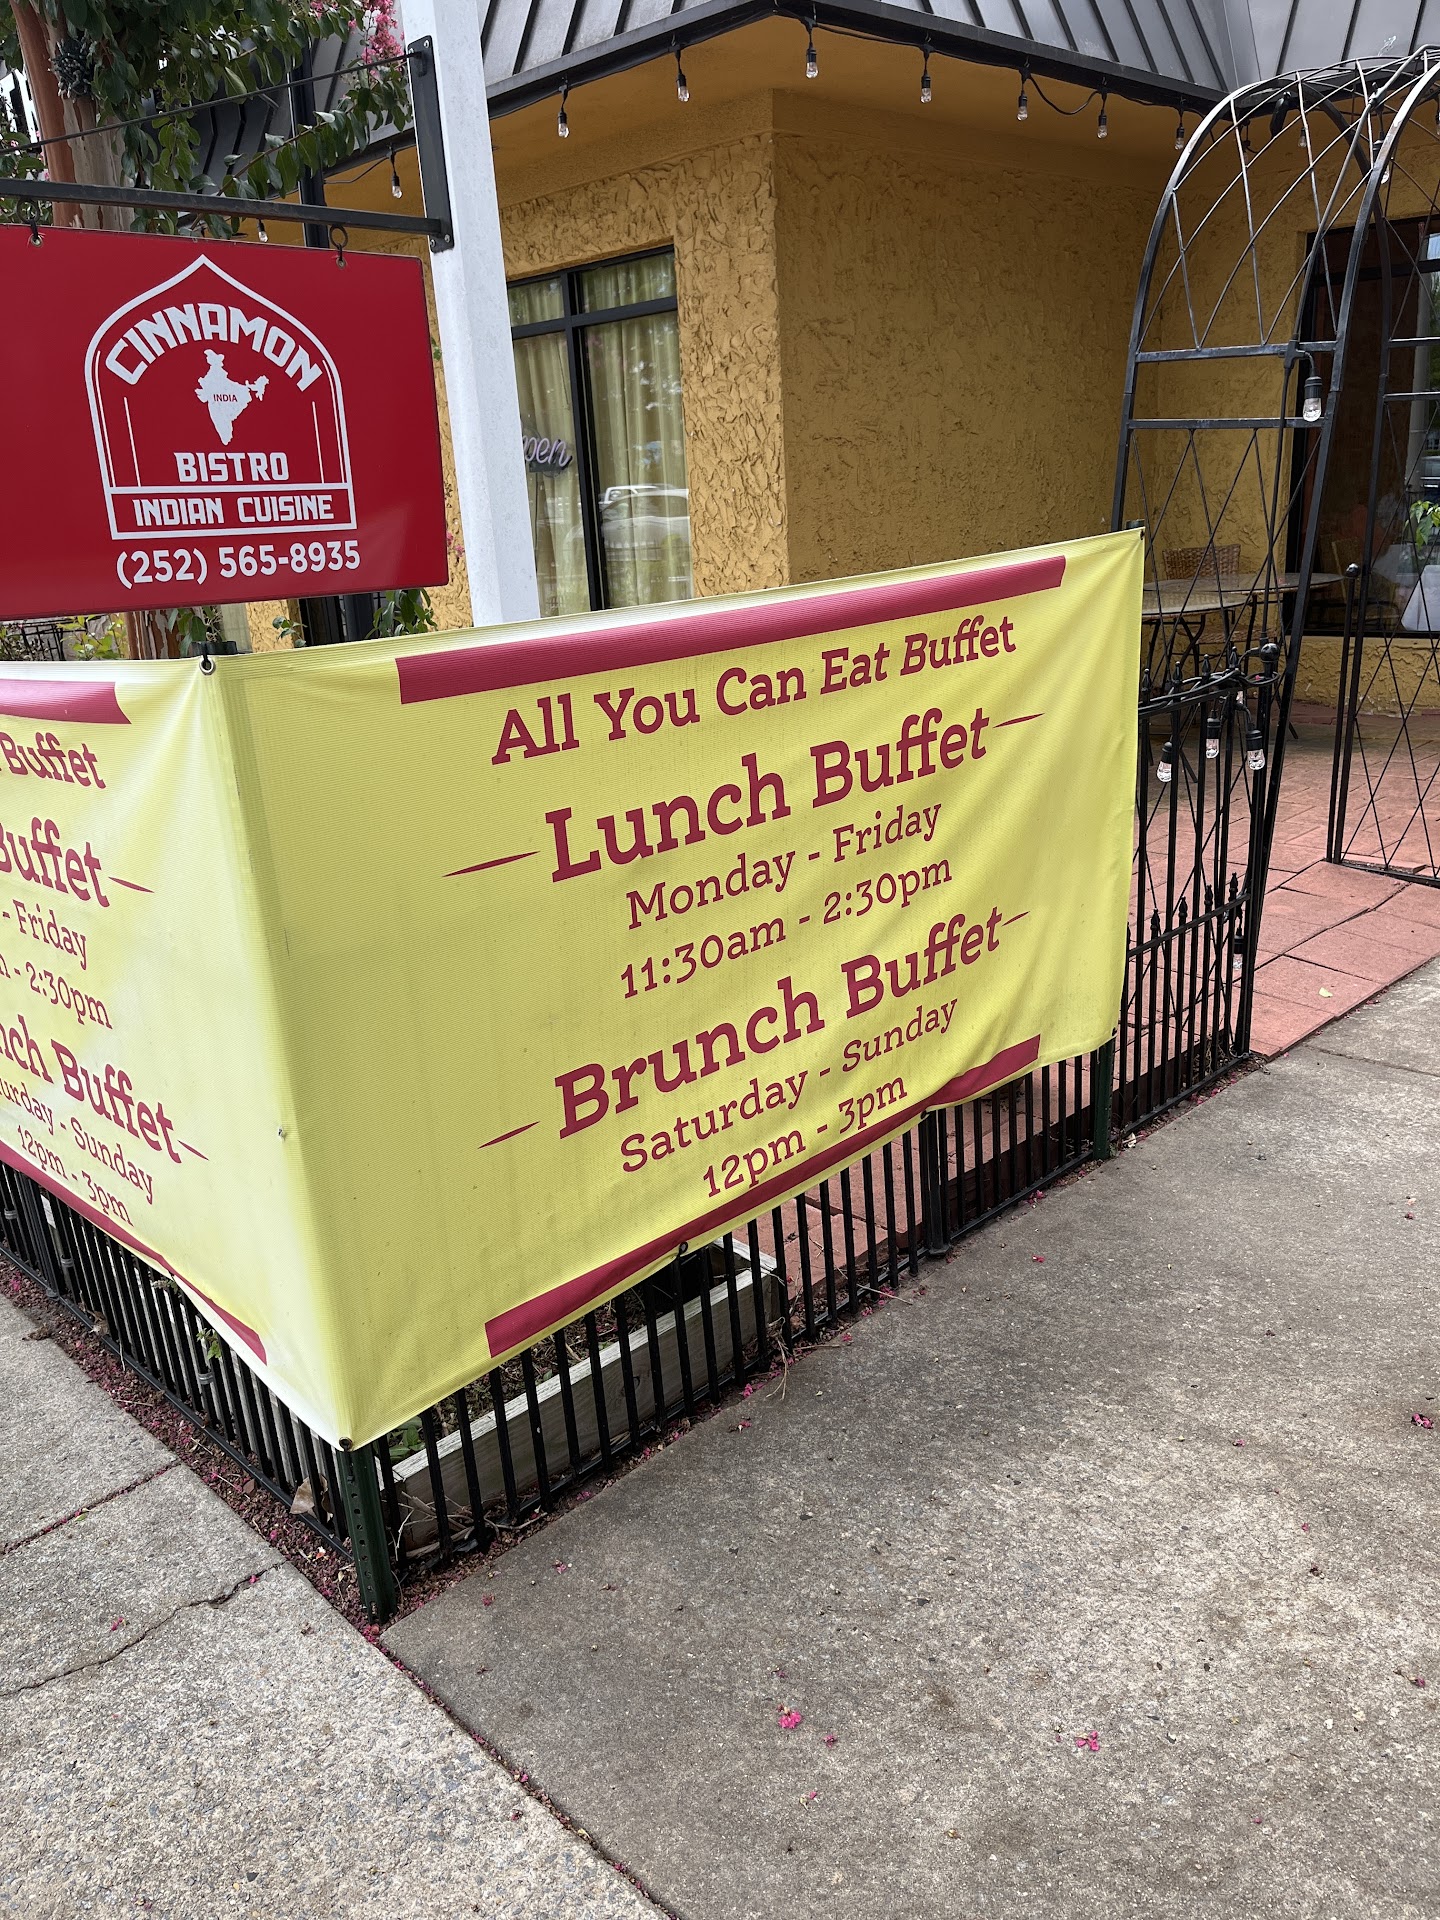 CINNAMON
INDIA
BISTRO
INDIAN CUISINE
(252) 565-8935
Buffet
Buffet
- Friday
- 2:30pm
Buffet
- Sunday
12pm - 3pm
All You Can Eat Buffet
Lunch Buffet
Monday - Friday
11:30am - 2:30pm
Brunch Buffet
Saturday - Sunday
12pm - 3pm